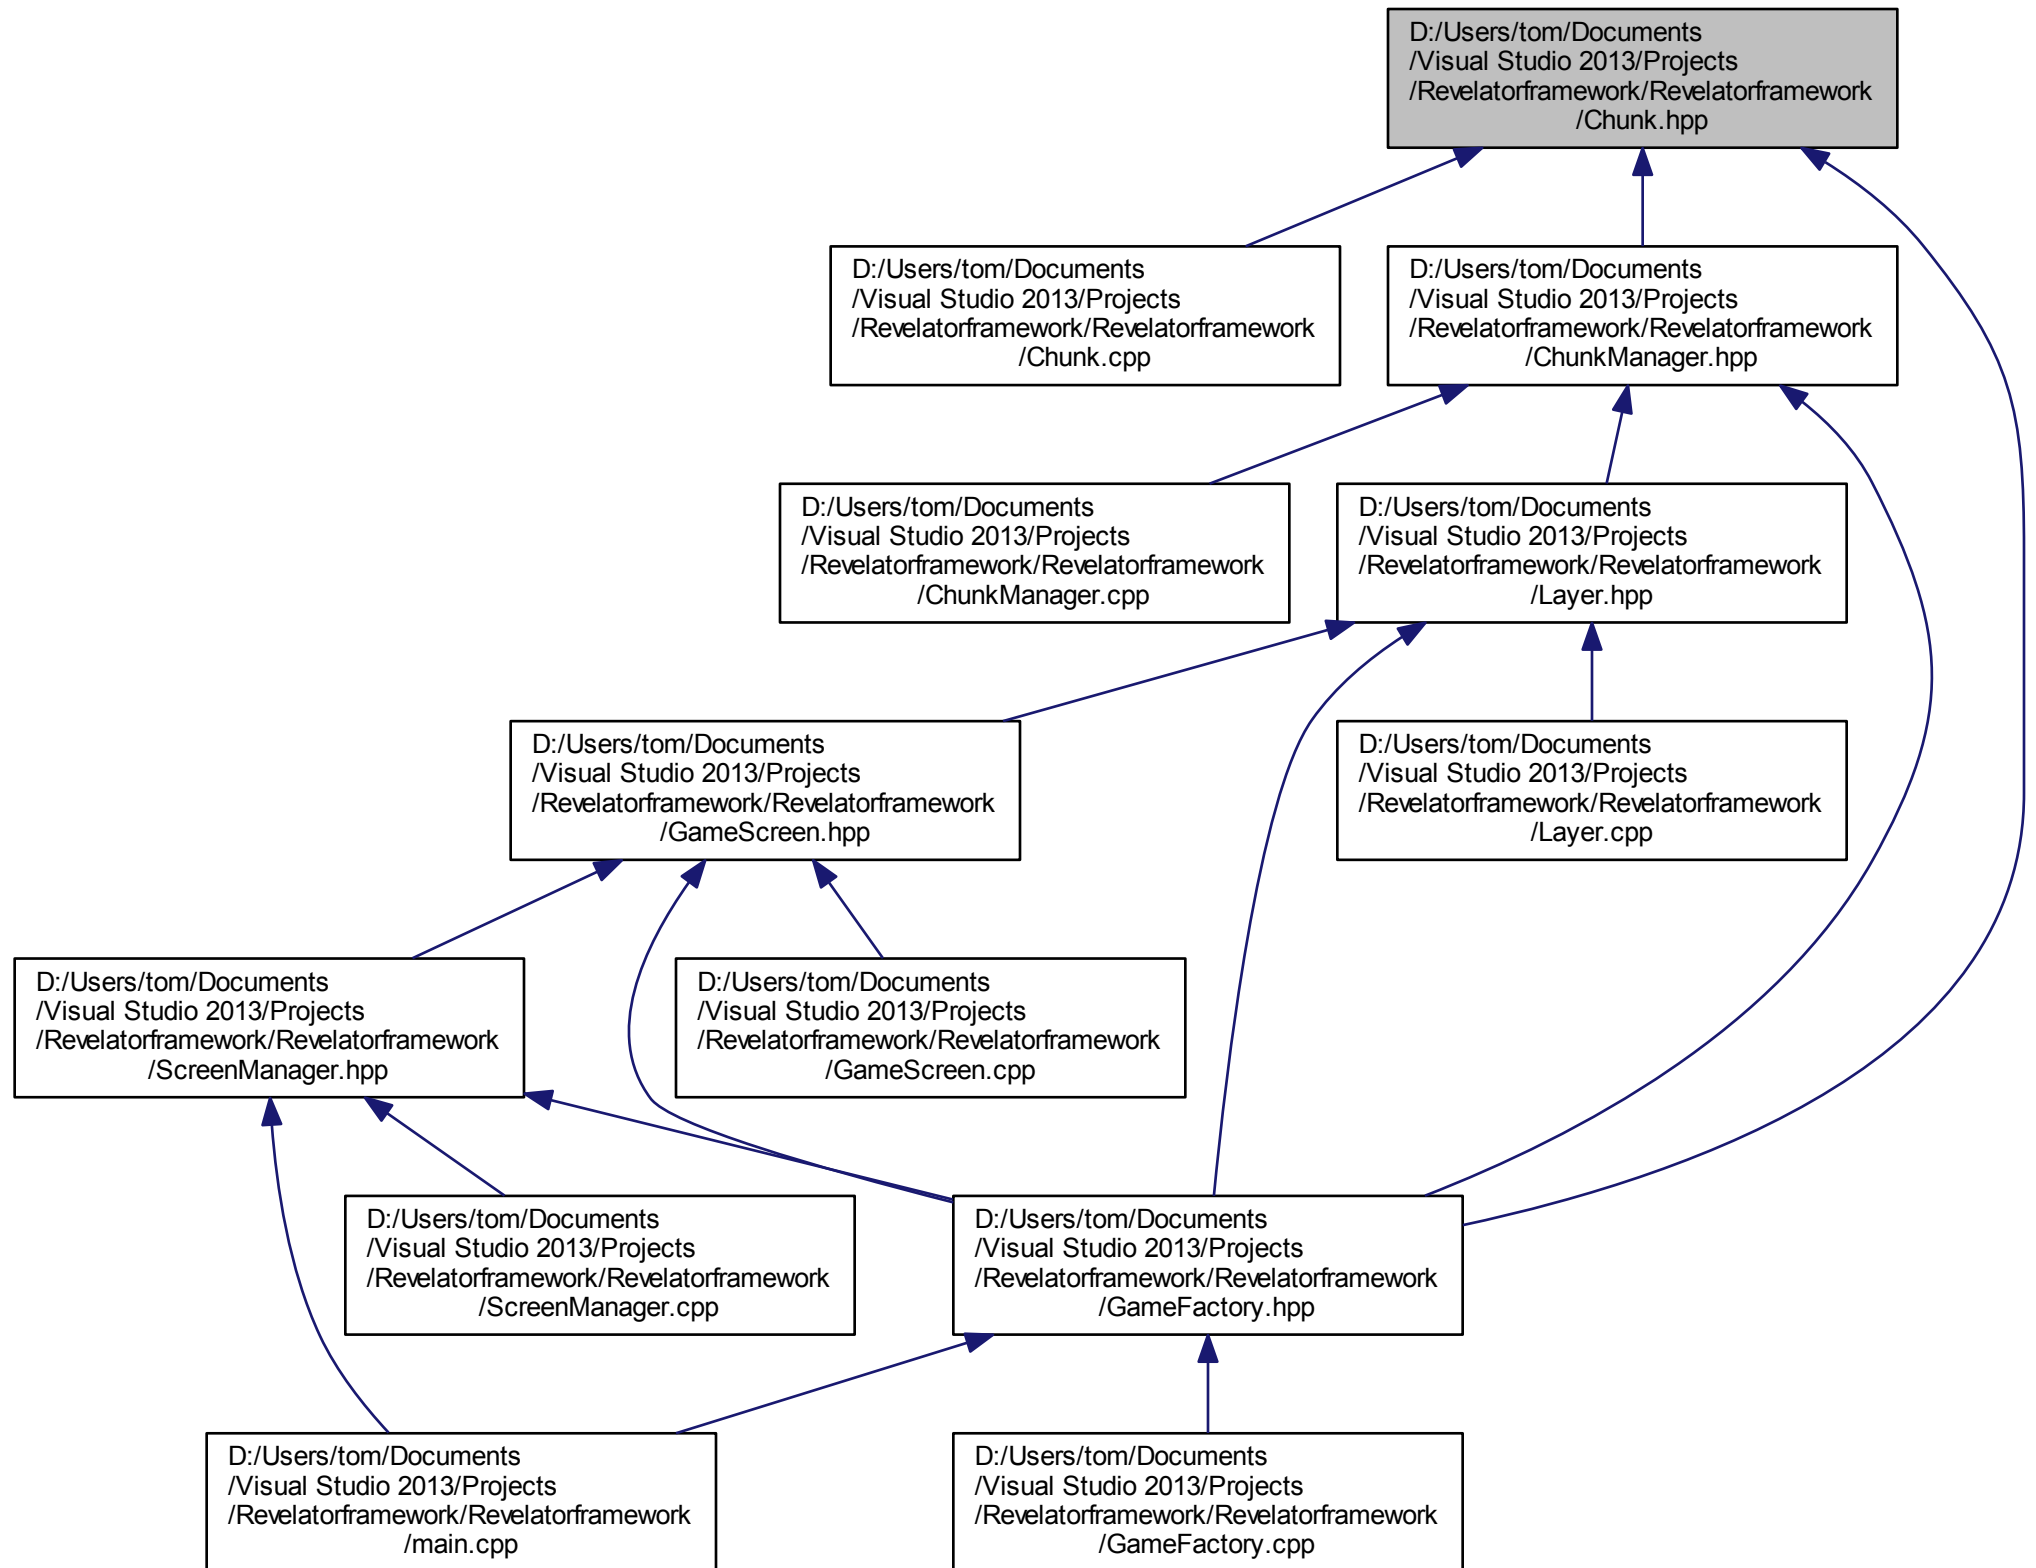 D:/Users/tom/Documents
/Visual Studio 2013/Projects
/Revelatorframework/Revelatorframework
/Chunk.hpp
D:/Users/tom/Documents
/Visual Studio 2013/Projects
/Revelatorframework/Revelatorframework
/Chunk.cpp
D:/Users/tom/Documents
/Visual Studio 2013/Projects
/Revelatorframework/Revelatorframework
/ChunkManager.hpp
D:/Users/tom/Documents
/Visual Studio 2013/Projects
/Revelatorframework/Revelatorframework
/ChunkManager.cpp
D:/Users/tom/Documents
/Visual Studio 2013/Projects
/Revelatorframework/Revelatorframework
/Layer.hpp
D:/Users/tom/Documents
/Visual Studio 2013/Projects
/Revelatorframework/Revelatorframework
/GameScreen.hpp
D:/Users/tom/Documents
/Visual Studio 2013/Projects
/Revelatorframework/Revelatorframework
/Layer.cpp
D:/Users/tom/Documents
/Visual Studio 2013/Projects
/Revelatorframework/Revelatorframework
/ScreenManager.hpp
D:/Users/tom/Documents
/Visual Studio 2013/Projects
/Revelatorframework/Revelatorframework
/GameScreen.cpp
D:/Users/tom/Documents
/Visual Studio 2013/Projects
/Revelatorframework/Revelatorframework
/ScreenManager.cpp
D:/Users/tom/Documents
/Visual Studio 2013/Projects
/Revelatorframework/Revelatorframework
/GameFactory.hpp
D:/Users/tom/Documents
/Visual Studio 2013/Projects
/Revelatorframework/Revelatorframework
/main.cpp
D:/Users/tom/Documents
/Visual Studio 2013/Projects
/Revelatorframework/Revelatorframework
/GameFactory.cpp